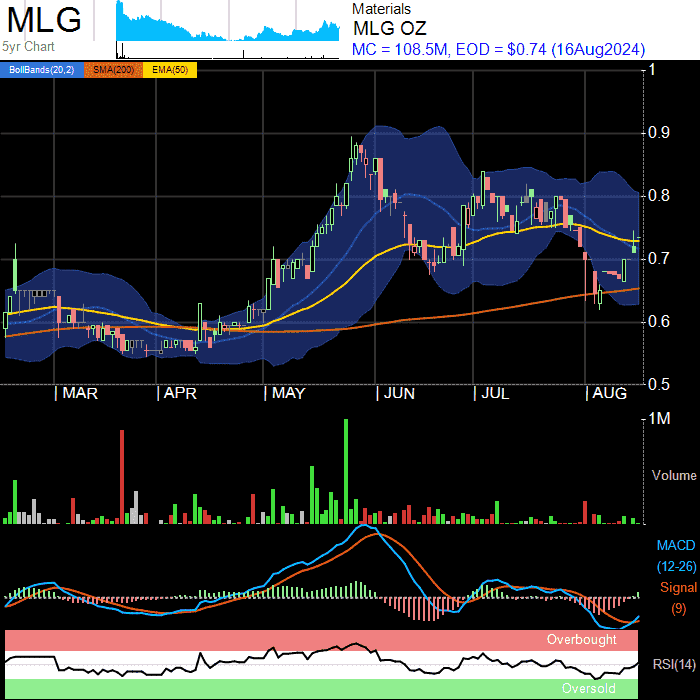 MLG
5yr Chart
Materials
MLG OZ
MC = 108.5M, EOD = $0.74 (16Aug2024)
BollBands(20,2) SMA(200) EMA(50)
1
0.9
0.8
0.7
0.6
0.5
MAR APR MAY JUN JUL AUG
1M
Volume
MACD
(12-26)
Signal
(9)
Overbought
RSI(14)
Oversold